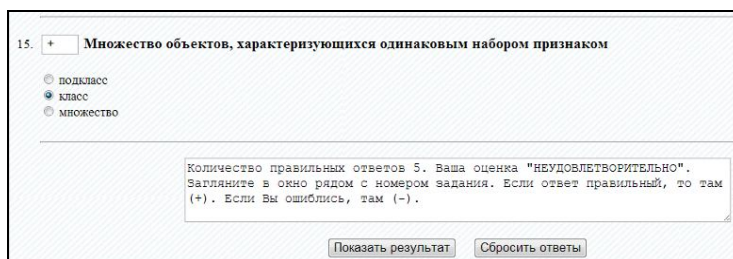 15. + Множество объектов, характеризующихся одинаковым набором признаком
подкласс
класс
множество
Количество правильных ответов 5. Ваша оценка "НЕУДОВЛЕТВОРИТЕЛЬНО".
Загляните в окно рядом с номером задания. Если ответ правильный, то там
(+). Если Вы ошиблись, там (-).
Показать результат Сбросить ответы